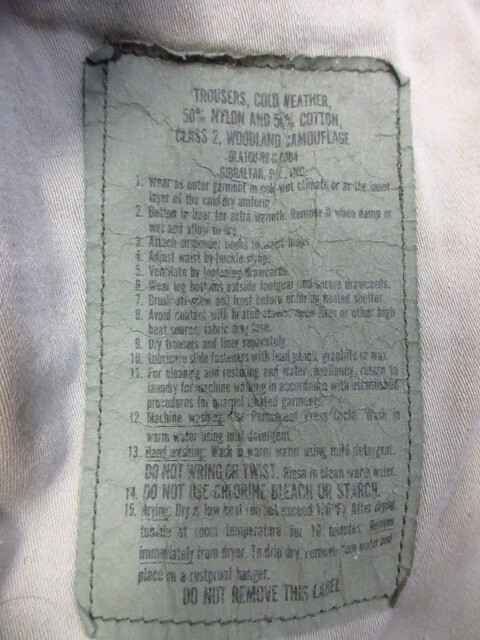 TROUSERS, COLD WEATHER,
50% NYLON AND 50% COTTON,
CLASS 2, WOODLAND CAMOUFLAGE
GIBRALTAR, P.R., INC.
1. Wear as outer garment in cold-wet climate or as the inner
layer of the cold dry uniform.
2. Button in liner for extra warmth. Remove it when damp or
wet and allow to dry.
3. Attach suspender hooks to waist loops.
4. Adjust waist by buckle straps.
5. Ventilate by loosening drawcords.
6. Wear leg bottoms outside footgear and secure drawcords.
7. Brush off snow and frost before entering heated shelter.
8. Avoid contact with heated stoves, open fires or other high
heat source, fabric may fuse.
9. Dry trousers and liner separately.
10. Lubricate slide fasteners with lead pencil, graphite or wax.
11. For cleaning and restoring and water repellency, return to
laundry for machine washing in accordance with established
procedures for quarpel treated garments.
12. Machine washing: Use Permanent Press Cycle. Wash in
warm water using mild detergent.
13. Hand washing: Wash in warm water using mild detergent.
DO NOT WRING OR TWIST. Rinse in clean warm water.
14. DO NOT USE CHLORINE BLEACH OR STARCH.
15. Drying: Dry at low heat (do not exceed After drying,
tumble at room temperature for 10 minutes. Remove
immediately from dryer. To drip dry, remove from water and
place on a rustproof hanger.
DO NOT REMOVE THIS LABEL